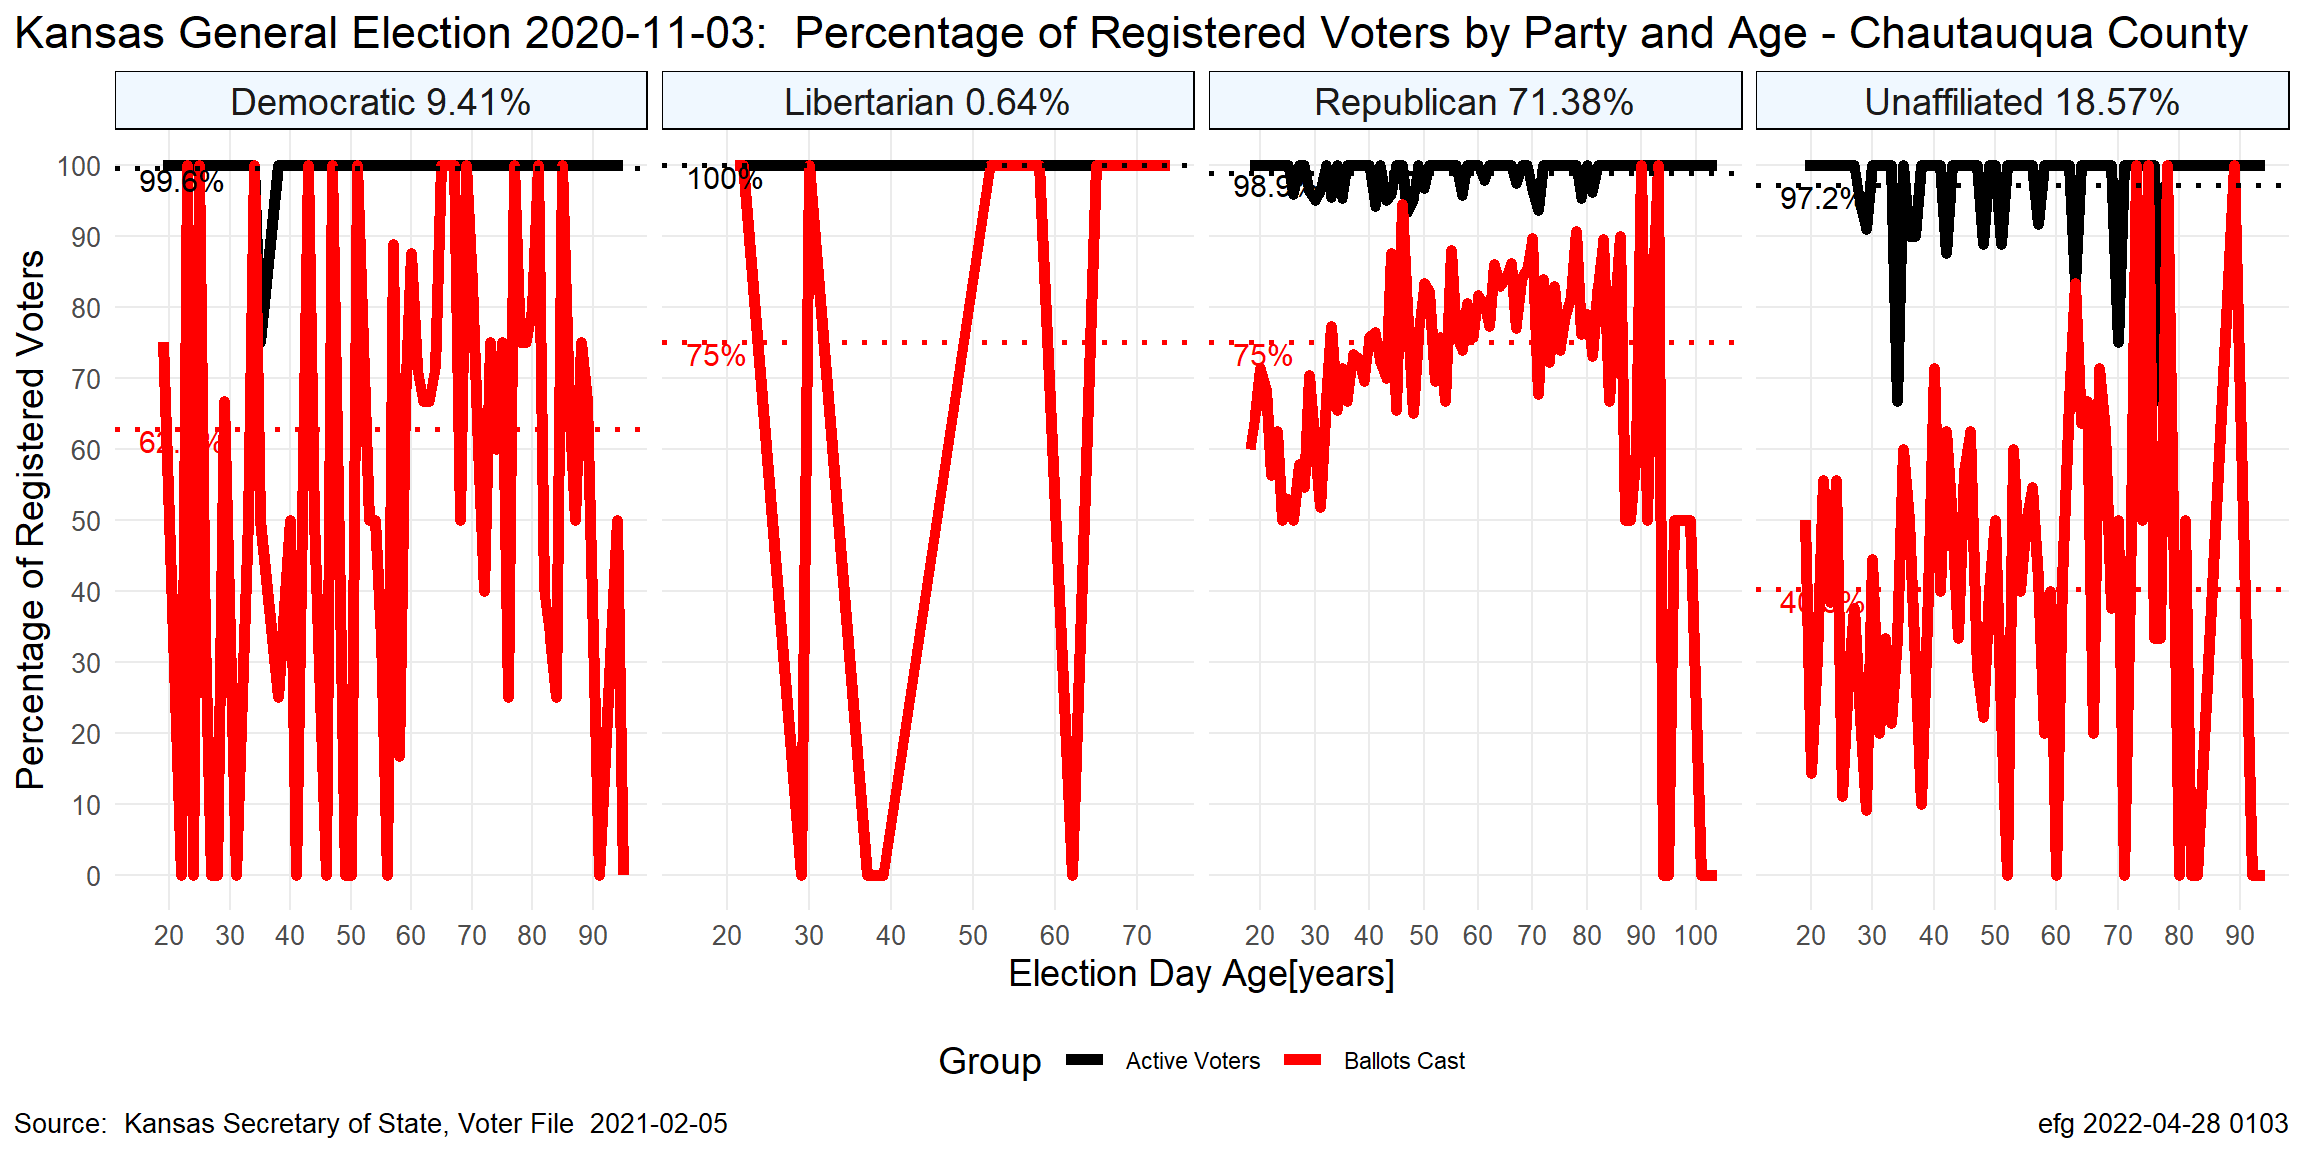 Kansas General Election 2020-11-03:  Percentage of Registered Voters by Party and Age - Chautauqua County
Democratic 9.41%
Libertarian 0.64%
Republican 71.38%
Unaffiliated 18.57%
Percentage of Registered Voters
100
90
80
70
60
50
40
30
20
10
0
99.6%
100%
75%
98.9%
75%
97.2%
20 30 40 50 60 70 80 90
20 30 40 50 60 70
20 30 40 50 60 70 80 90 100
20 30 40 50 60 70 80 90
Election Day Age[years]
Group Active Voters Ballots Cast
Source:  Kansas Secretary of State, Voter File  2021-02-05
efg 2022-04-28 0103